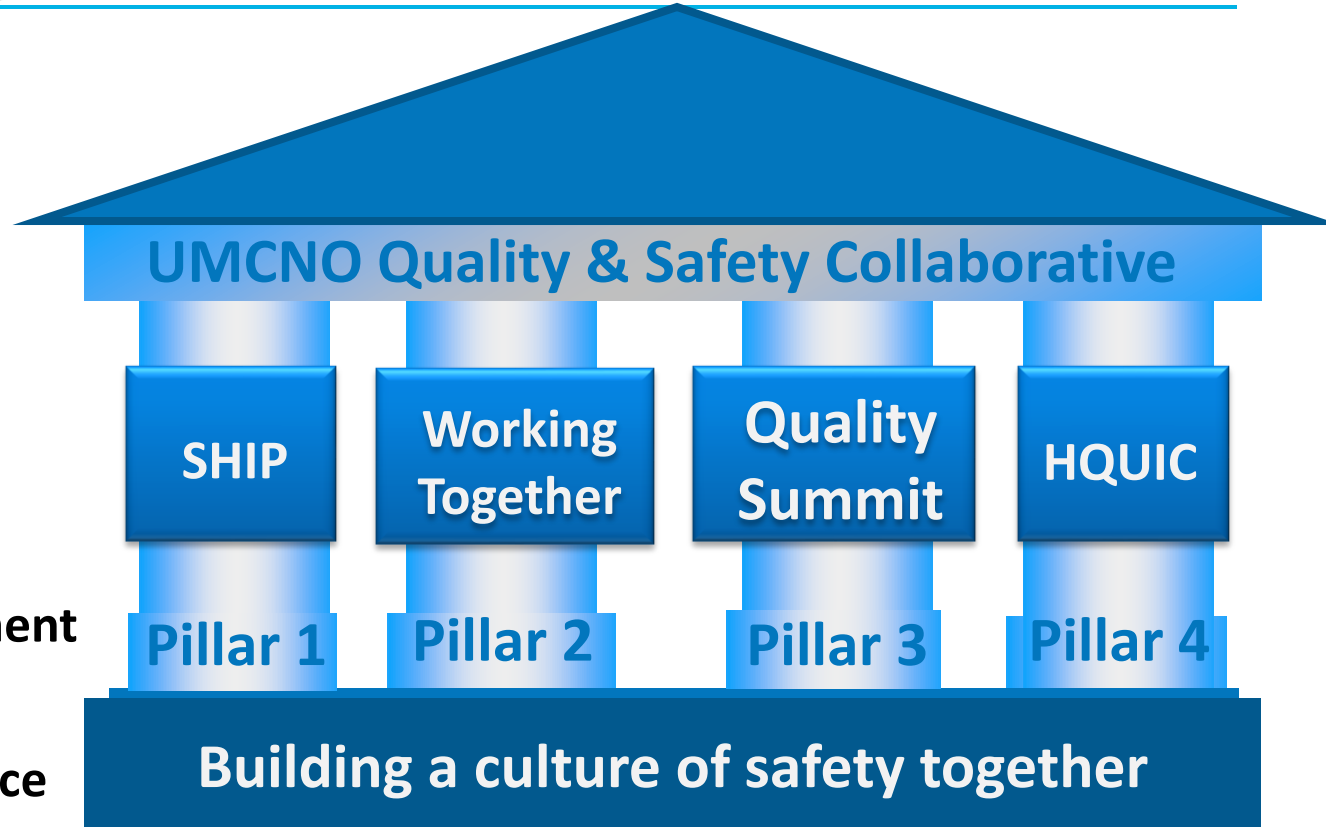 UMCNO Quality & Safety Collaborative
SHIP
Working
Together
Quality
Summit
HQUIC
Pillar 1
Pillar 2
Pillar 3
Pillar 4
Building a culture of safety together